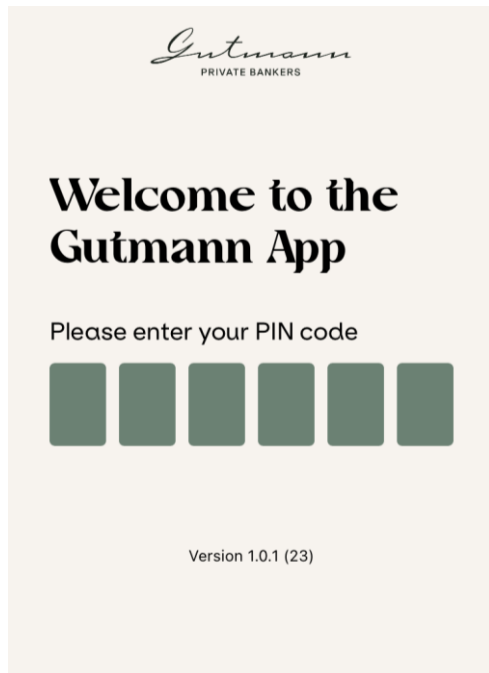 Gutmann
PRIVATE BANKERS
Welcome to the
Gutmann App
Please enter your PIN code
Version 1.0.1 (23)